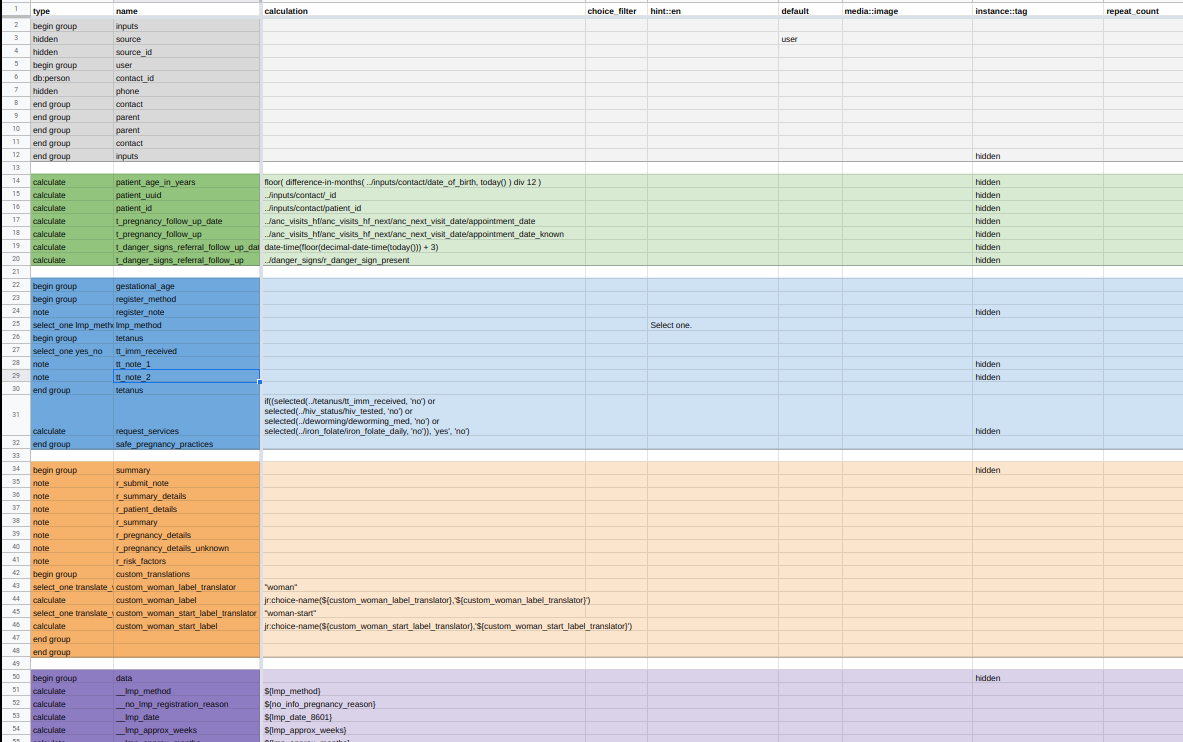 1 type name calculation choice_filter hint::en default media::image instance::tag repeat_count
2 begin group inputs
3 hidden source user
4 hidden source_id
5 begin group user
6 db:person contact_id
7 hidden phone
8 end group contact
9 end group parent
10 end group parent
11 end group contact
12 end group inputs hidden
13
14 calculate patient_age_in_years floor( difference-in-months( ../inputs/contact/date_of_birth, today() ) div 12 ) hidden
15 calculate patient_uuid ../inputs/contact/_id hidden
16 calculate patient_id ../inputs/contact/patient_id hidden
17 calculate t_pregnancy_follow_up_date ../anc_visits_hf/anc_visits_hf_next/anc_next_visit_date/appointment_date hidden
18 calculate t_pregnancy_follow_up ../anc_visits_hf/anc_visits_hf_next/anc_next_visit_date/appointment_date_known hidden
19 calculate t_danger_signs_referral_follow_up_dat date-time(floor(decimal-date-time(today())) + 3) hidden
20 calculate t_danger_signs_referral_follow_up ../danger_signs/r_danger_sign_present hidden
21
22 begin group gestational_age
23 begin group register_method
24 note register_note hidden
25 select_one lmp_meth lmp_method Select one.
26 begin group tetanus
27 select_one yes_no tt_imm_received
28 note tt_note_1 hidden
29 note tt_note_2 hidden
30 end group tetanus
if((selected(../tetanus/tt_imm_received, 'no') or
selected(../hiv_status/hiv_tested, 'no') or
31
selected(../deworming/deworming_med, 'no') or
calculate request_services selected(../iron_folate/iron_folate_daily, 'no')), 'yes', 'no') hidden
32 end group safe_pregnancy_practices
33
34 begin group summary hidden
35 note r_submit_note
36 note r_summary_details
37 note r_patient_details
38 note r_summary
39 note r_pregnancy_details
40 note r_pregnancy_details_unknown
41 note r_risk_factors
42 begin group custom_translations
43 select_one translate_ custom_woman_label_translator "woman"
44 calculate custom_woman_label jr:choice-name(${custom_woman_label_translator},'${custom_woman_label_translator}')
45 select_one translate_ custom_woman_start_label_translator "woman-start"
46 calculate custom_woman_start_label jr:choice-name(${custom_woman_start_label_translator},'${custom_woman_start_label_translator}')
47 end group
48 end group
49
50 begin group data hidden
51 calculate __lmp_method ${lmp_method}
52 calculate __no_lmp_registration_reason ${no_info_pregnancy_reason}
53 calculate __lmp_date ${lmp_date_8601}
54 calculate __lmp_approx_weeks ${lmp_approx_weeks}